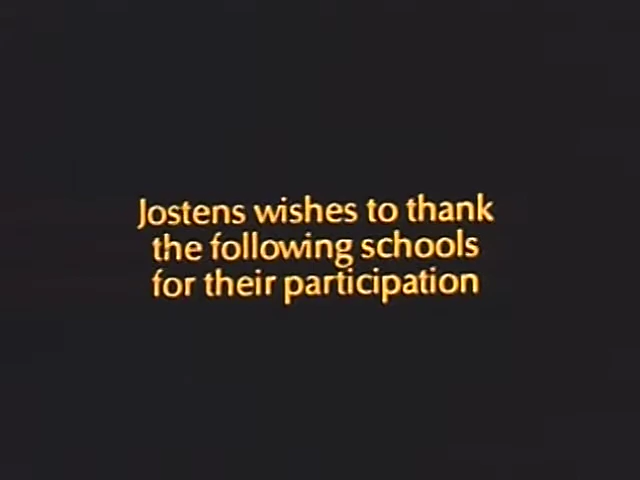 Jostens wishes to thank
the following schools
for their participation